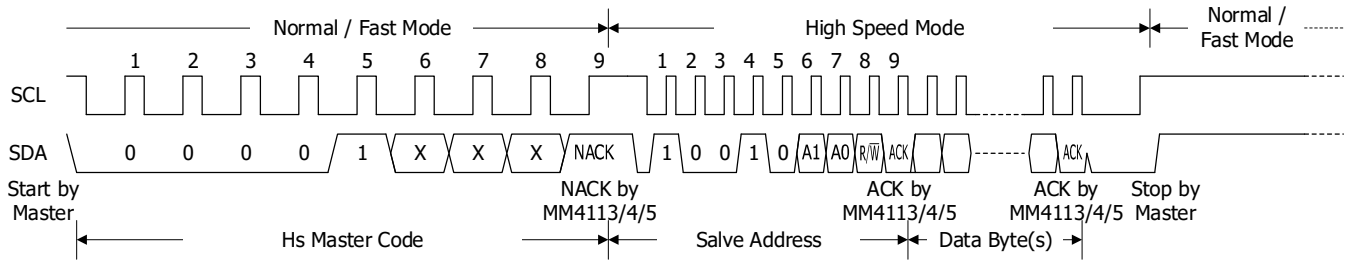 Normal / Fast Mode
High Speed Mode
Normal /
Fast Mode
1 2 3 4 5 6 7 8 9 1 2 3 4 5 6 7 8 9
SCL
SDA
0 0 0 0 1 X X X NACK 1 0 0 1 0 A1 A0 R/W̅ ACK ACK
Start by
Master
NACK by
MM4113/4/5
ACK by
MM4113/4/5
ACK by
MM4113/4/5
Stop by
Master
Hs Master Code
Salve Address
Data Byte(s)